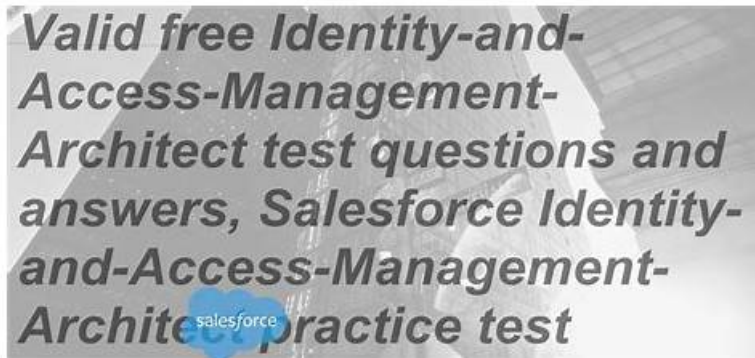 Valid free Identity-and-
Access-Management-
Architect test questions and
answers, Salesforce Identity-
and-Access-Management-
Architect practice test
salesforce